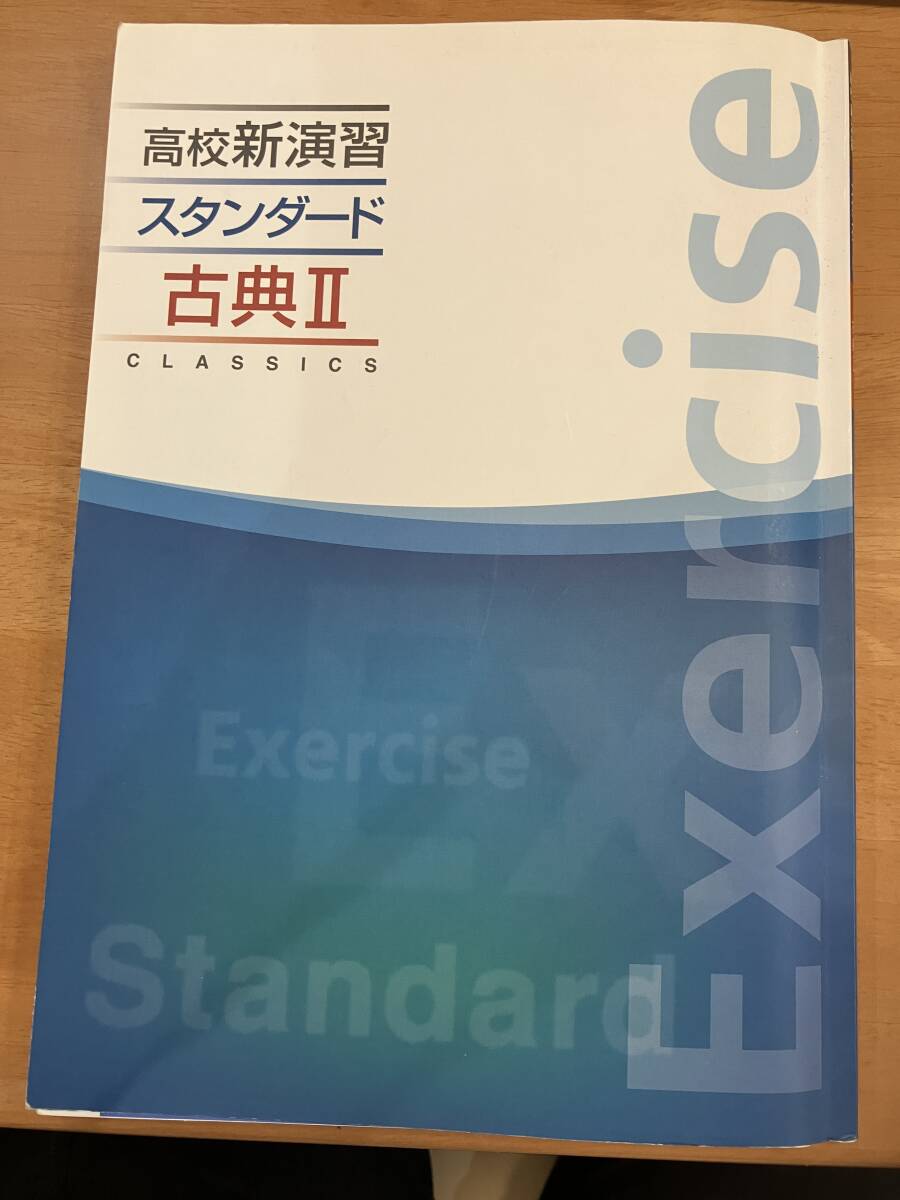 高校新演習
スタンダード
古典Ⅱ
CLASSICS
Exercise
Exercise
Standard